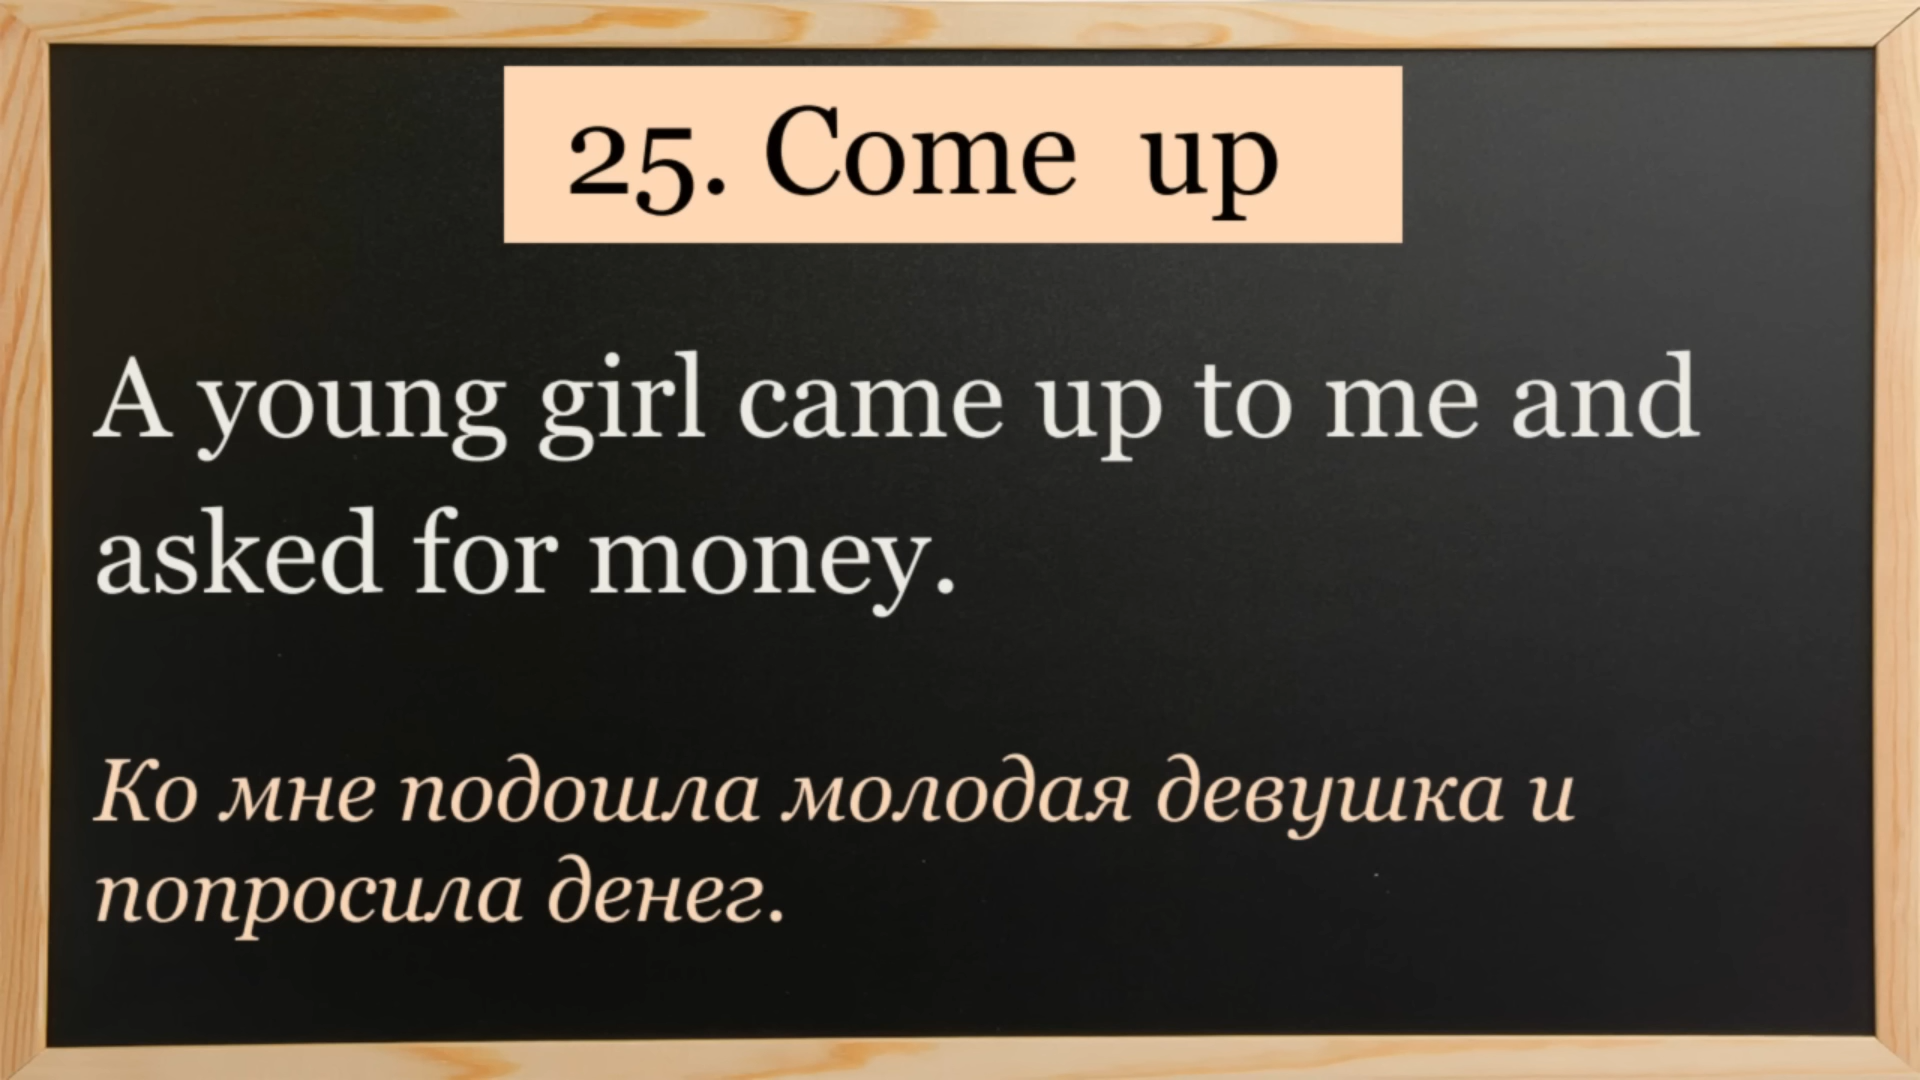 25. Come up
A young girl came up to me and
asked for money.
Ко мне подошла молодая девушка и
попросила денег.